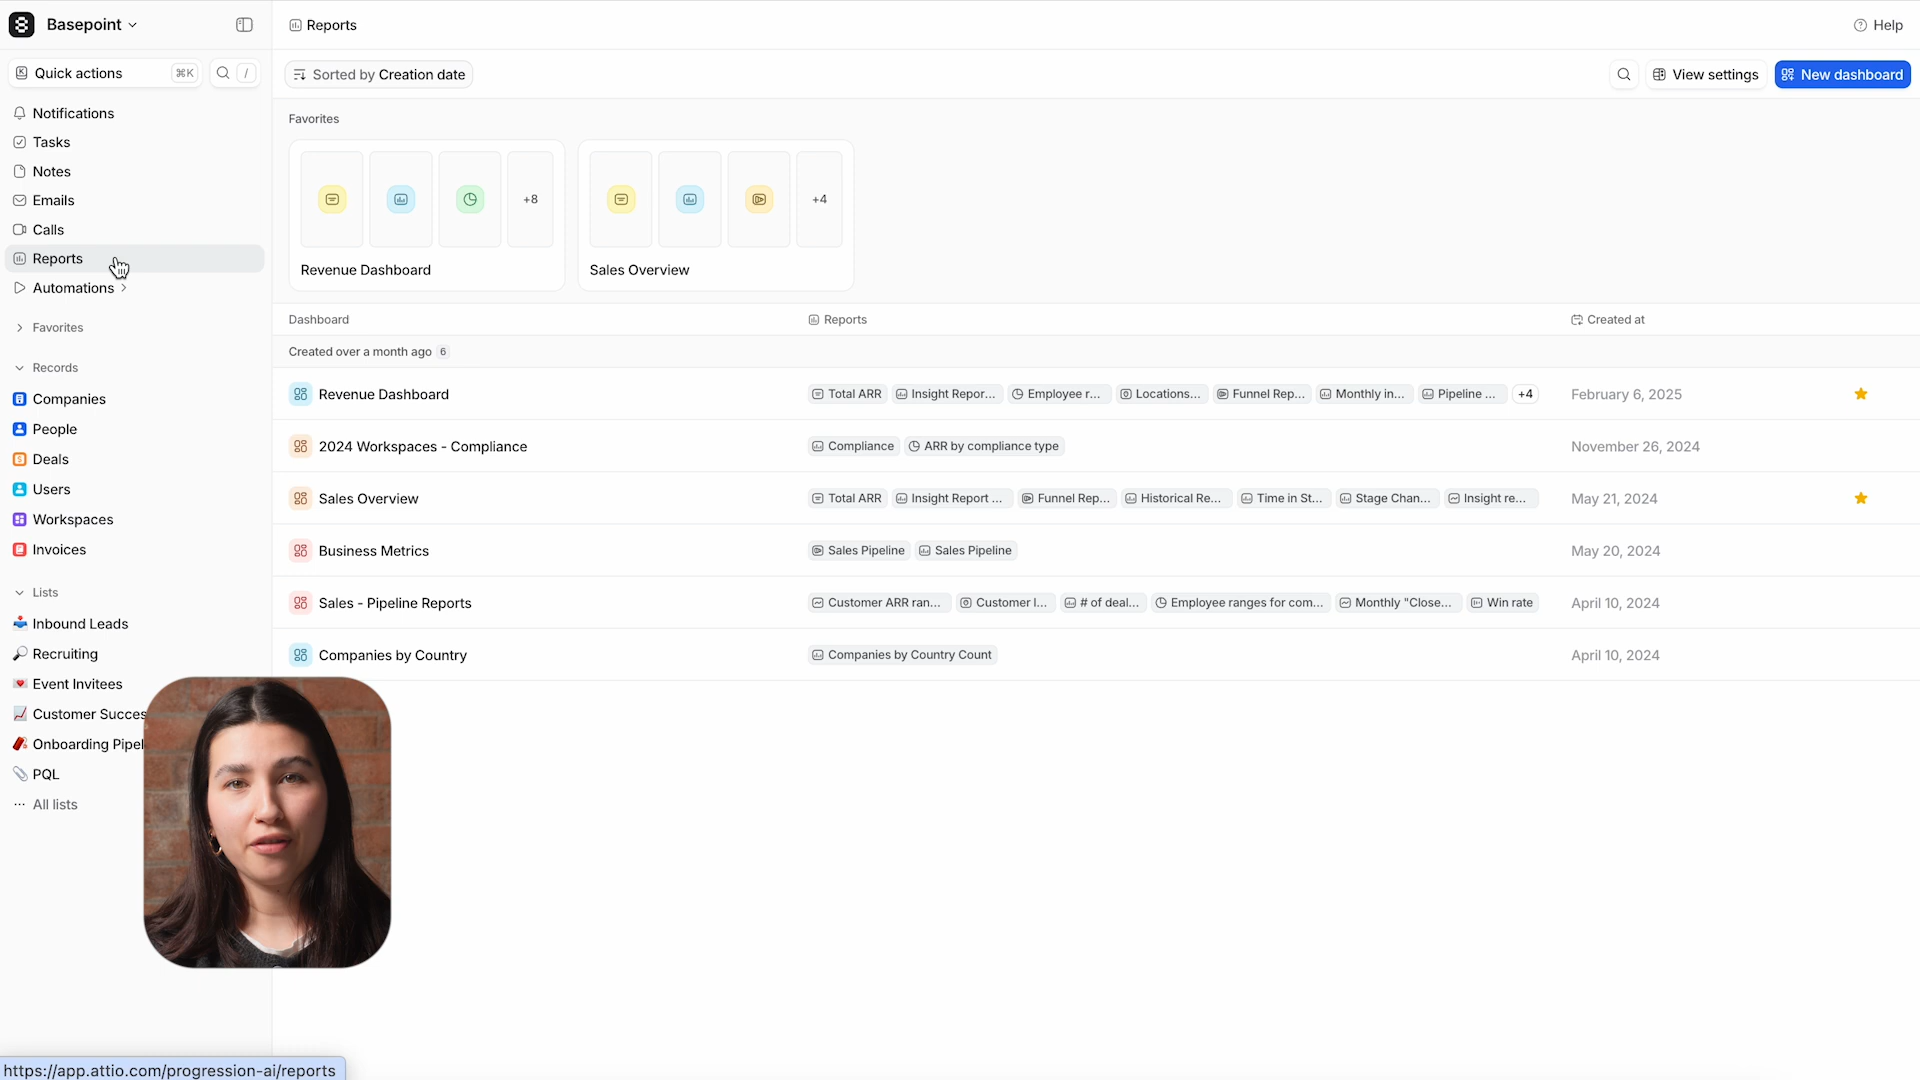 Basepoint
Reports
Help
Quick actions
⌘K
/
Sorted by Creation date
View settings
New dashboard
Notifications
Tasks
Notes
Emails
Calls
Reports
Automations
Favorites
Records
Companies
People
Deals
Users
Workspaces
Invoices
Lists
Inbound Leads
Recruiting
Event Invitees
Customer Succes
Onboarding Pipel
PQL
All lists
Favorites
+8
Revenue Dashboard
+4
Sales Overview
Dashboard
Reports
Created at
Created over a month ago 6
Revenue Dashboard
Total ARR
Insight Repor...
Employee r...
Locations...
Funnel Rep...
Monthly in...
Pipeline ...
+4
February 6, 2025
2024 Workspaces - Compliance
Compliance
ARR by compliance type
November 26, 2024
Sales Overview
Total ARR
Insight Report ...
Funnel Rep...
Historical Re...
Time in St...
Stage Chan...
Insight re...
May 21, 2024
Business Metrics
Sales Pipeline
Sales Pipeline
May 20, 2024
Sales - Pipeline Reports
Customer ARR ran...
Customer l...
# of deal...
Employee ranges for com...
Monthly "Close...
Win rate
April 10, 2024
Companies by Country
Companies by Country Count
April 10, 2024
https://app.attio.com/progression-ai/reports